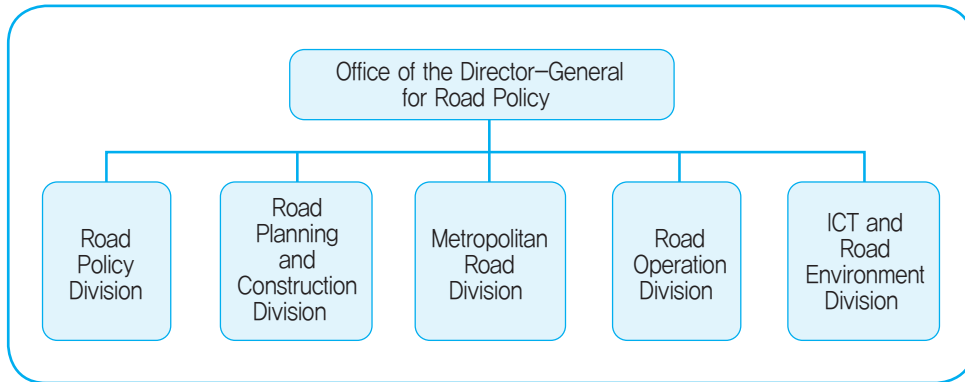 Office of the Director-General
for Road Policy
Road
Policy
Division
Road
Planning
and
Construction
Division
Metropolitan
Road
Division
Road
Operation
Division
ICT and
Road
Environment
Division